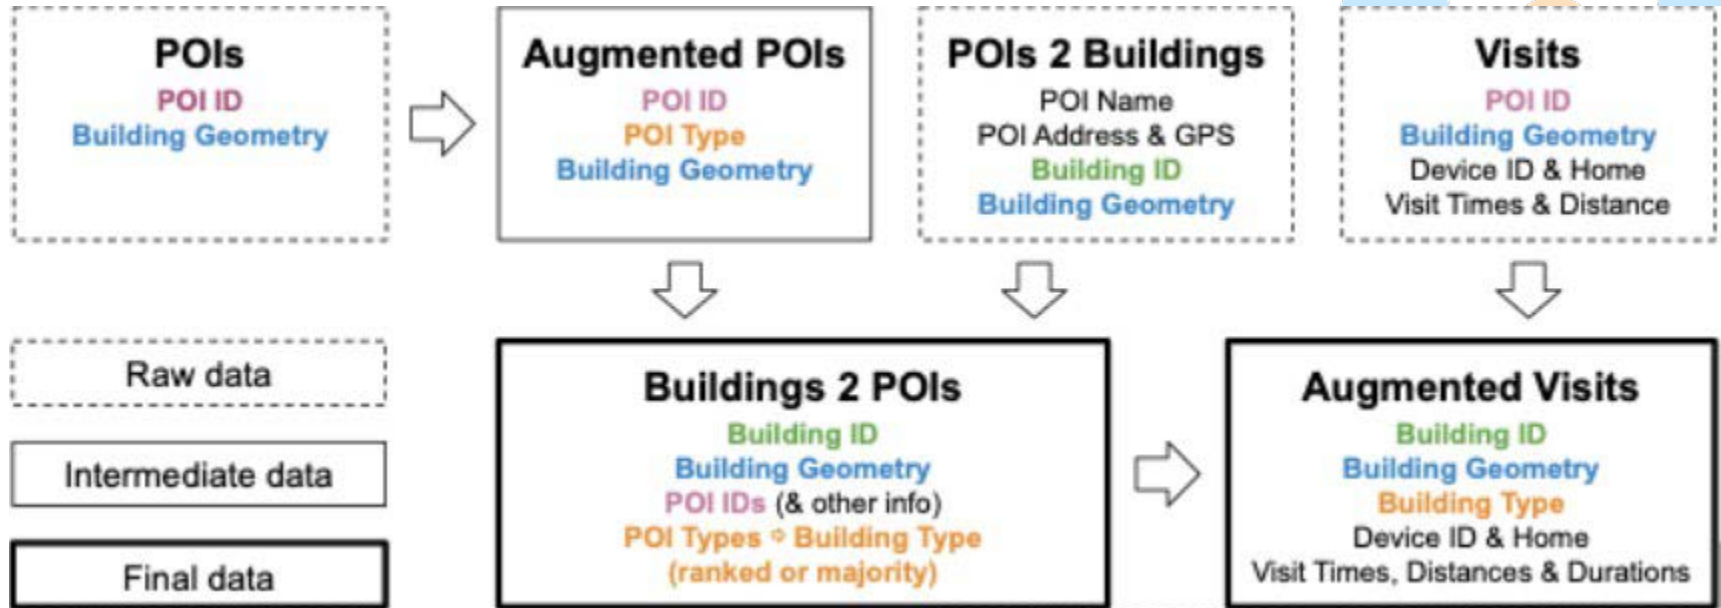 POIs
POI ID
Building Geometry
Augmented POIs
POI ID
POI Type
Building Geometry
POIs 2 Buildings
POI Name
POI Address & GPS
Building ID
Building Geometry
Visits
POI ID
Building Geometry
Device ID & Home
Visit Times & Distance
Raw data
Intermediate data
Final data
Buildings 2 POIs
Building ID
Building Geometry
POI IDs (& other info)
POI Types ⇨ Building Type
(ranked or majority)
Augmented Visits
Building ID
Building Geometry
Building Type
Device ID & Home
Visit Times, Distances & Durations